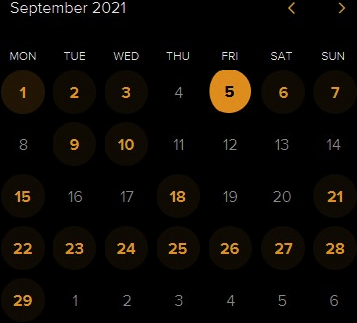 September 2021
MON TUE WED THU FRI SAT SUN
1 2 3 4 5 6 7
8 9 10 11 12 13 14
15 16 17 18 19 20 21
22 23 24 25 26 27 28
29 1 2 3 4 5 6